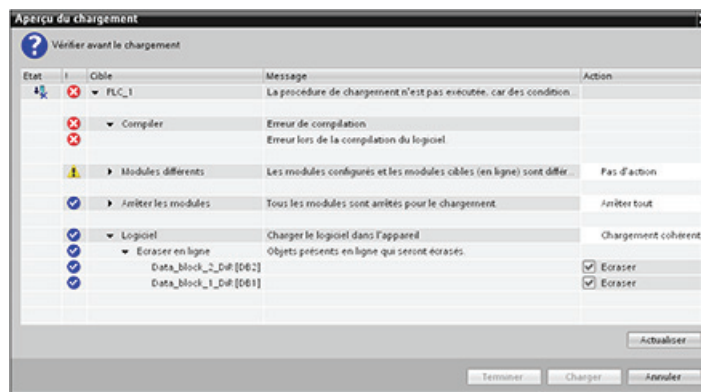 Aperçu du chargement
Vérifier avant le chargement
Etat ! Cible Message Action
PLC_1 La procédure de chargement n'est pas exécutée, car des condition...
Compiler Erreur de compilation
Erreur lors de la compilation du logiciel.
Modules différents Les modules configurés et les modules cibles (en ligne) sont différ... Pas d'action
Arrêter les modules Tous les modules sont arrêtés pour le chargement. Arrêter tout
Logiciel Charger le logiciel dans l'appareil Chargement cohérent
Ecraser en ligne Objets présents en ligne qui seront écrasés.
Data_block_2_DiR [DB2] Ecraser
Data_block_1_DiR [DB1] Ecraser
Actualiser
Terminer Charger Annuler